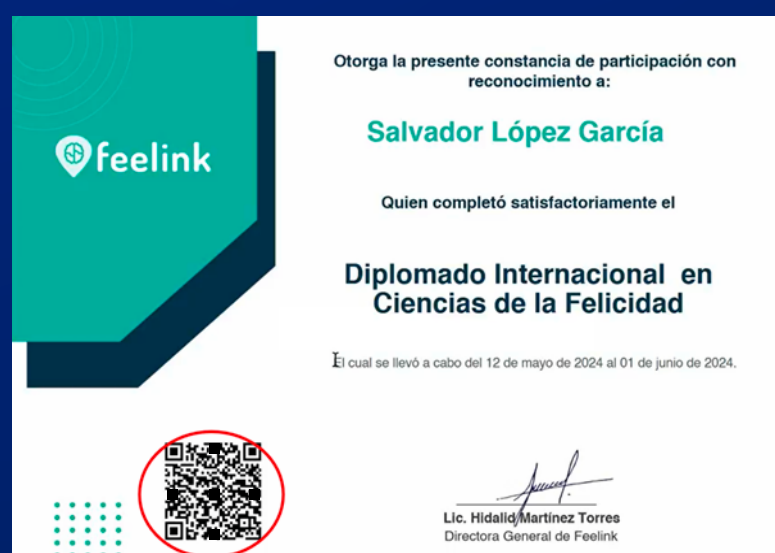 feelink
Otorga la presente constancia de participación con
reconocimiento a:
Salvador López García
Quien completó satisfactoriamente el
Diplomado Internacional en
Ciencias de la Felicidad
El cual se llevó a cabo del 12 de mayo de 2024 al 01 de junio de 2024.
Lic. Hidalid Martínez Torres
Directora General de Feelink